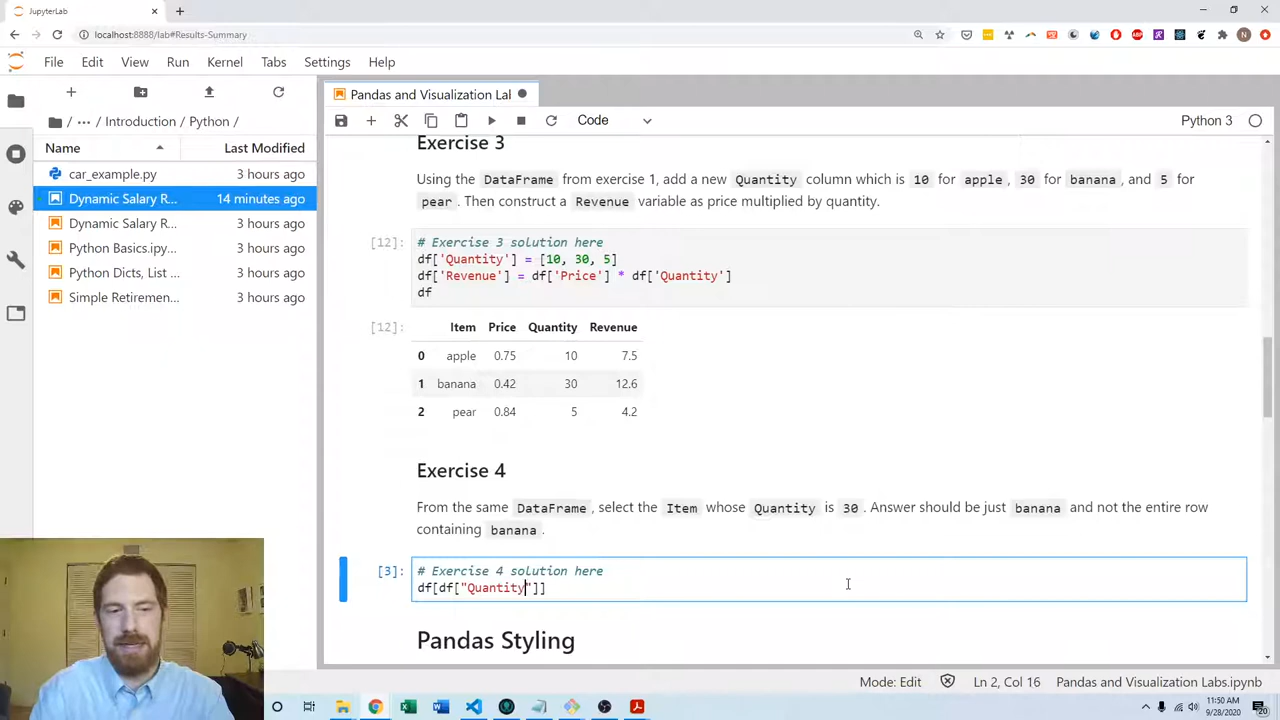 JupyterLab
localhost:8888/lab#Results-Summary
File Edit View Run Kernel Tabs Settings Help
Pandas and Visualization Lal
Code
Python 3
/ ··· / Introduction / Python /
Name Last Modified
car_example.py 3 hours ago
Dynamic Salary R... 14 minutes ago
Dynamic Salary R... 3 hours ago
Python Basics.ipy... 3 hours ago
Python Dicts, List ... 3 hours ago
Simple Retiremen... 3 hours ago
Exercise 3
Using the DataFrame from exercise 1, add a new Quantity column which is 10 for apple, 30 for banana, and 5 for
pear. Then construct a Revenue variable as price multiplied by quantity.
[12]: # Exercise 3 solution here
df['Quantity'] = [10, 30, 5]
df['Revenue'] = df['Price'] * df['Quantity']
df
[12]: Item Price Quantity Revenue
0 apple 0.75 10 7.5
1 banana 0.42 30 12.6
2 pear 0.84 5 4.2
Exercise 4
From the same DataFrame, select the Item whose Quantity is 30. Answer should be just banana and not the entire row
containing banana.
[3]: # Exercise 4 solution here
df[df["Quantity"]]
Pandas Styling
Mode: Edit Ln 2, Col 16 Pandas and Visualization Labs.ipynb
11:50 AM
9/28/2020
20